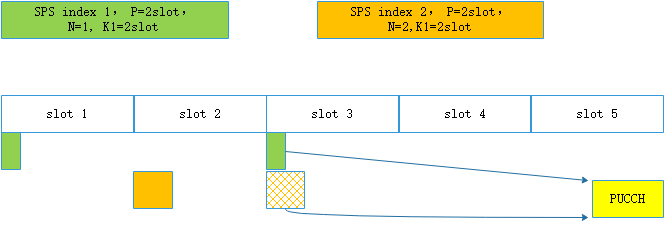 SPS index 1, P=2slot,
N=1, K1=2slot
SPS index 2, P=2slot,
N=2,K1=2slot
slot 1
slot 2
slot 3
slot 4
slot 5
PUCCH